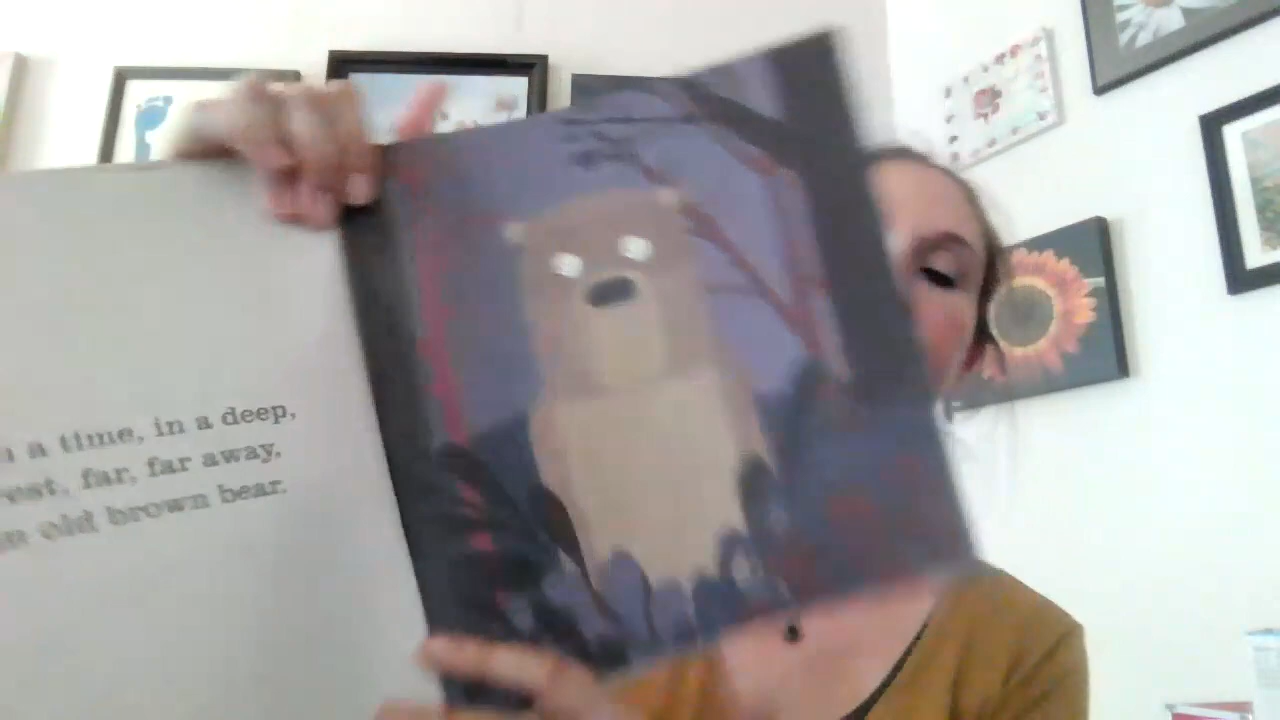 a time, in a deep,
far, far away,
old brown bear.